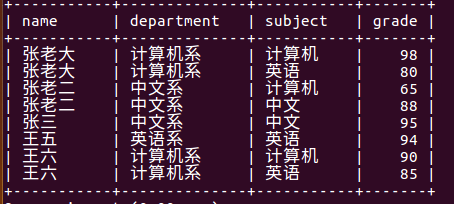 +-----------+------------+-----------+-------+
| name | department | subject | grade |
+-----------+------------+-----------+-------+
| 张老大 | 计算机系 | 计算机 | 98 |
| 张老大 | 计算机系 | 英语 | 80 |
| 张老二 | 中文系 | 计算机 | 65 |
| 张老二 | 中文系 | 中文 | 88 |
| 张三 | 中文系 | 中文 | 95 |
| 王五 | 英语系 | 英语 | 94 |
| 王六 | 计算机系 | 计算机 | 90 |
| 王六 | 计算机系 | 英语 | 85 |
+-----------+------------+-----------+-------+